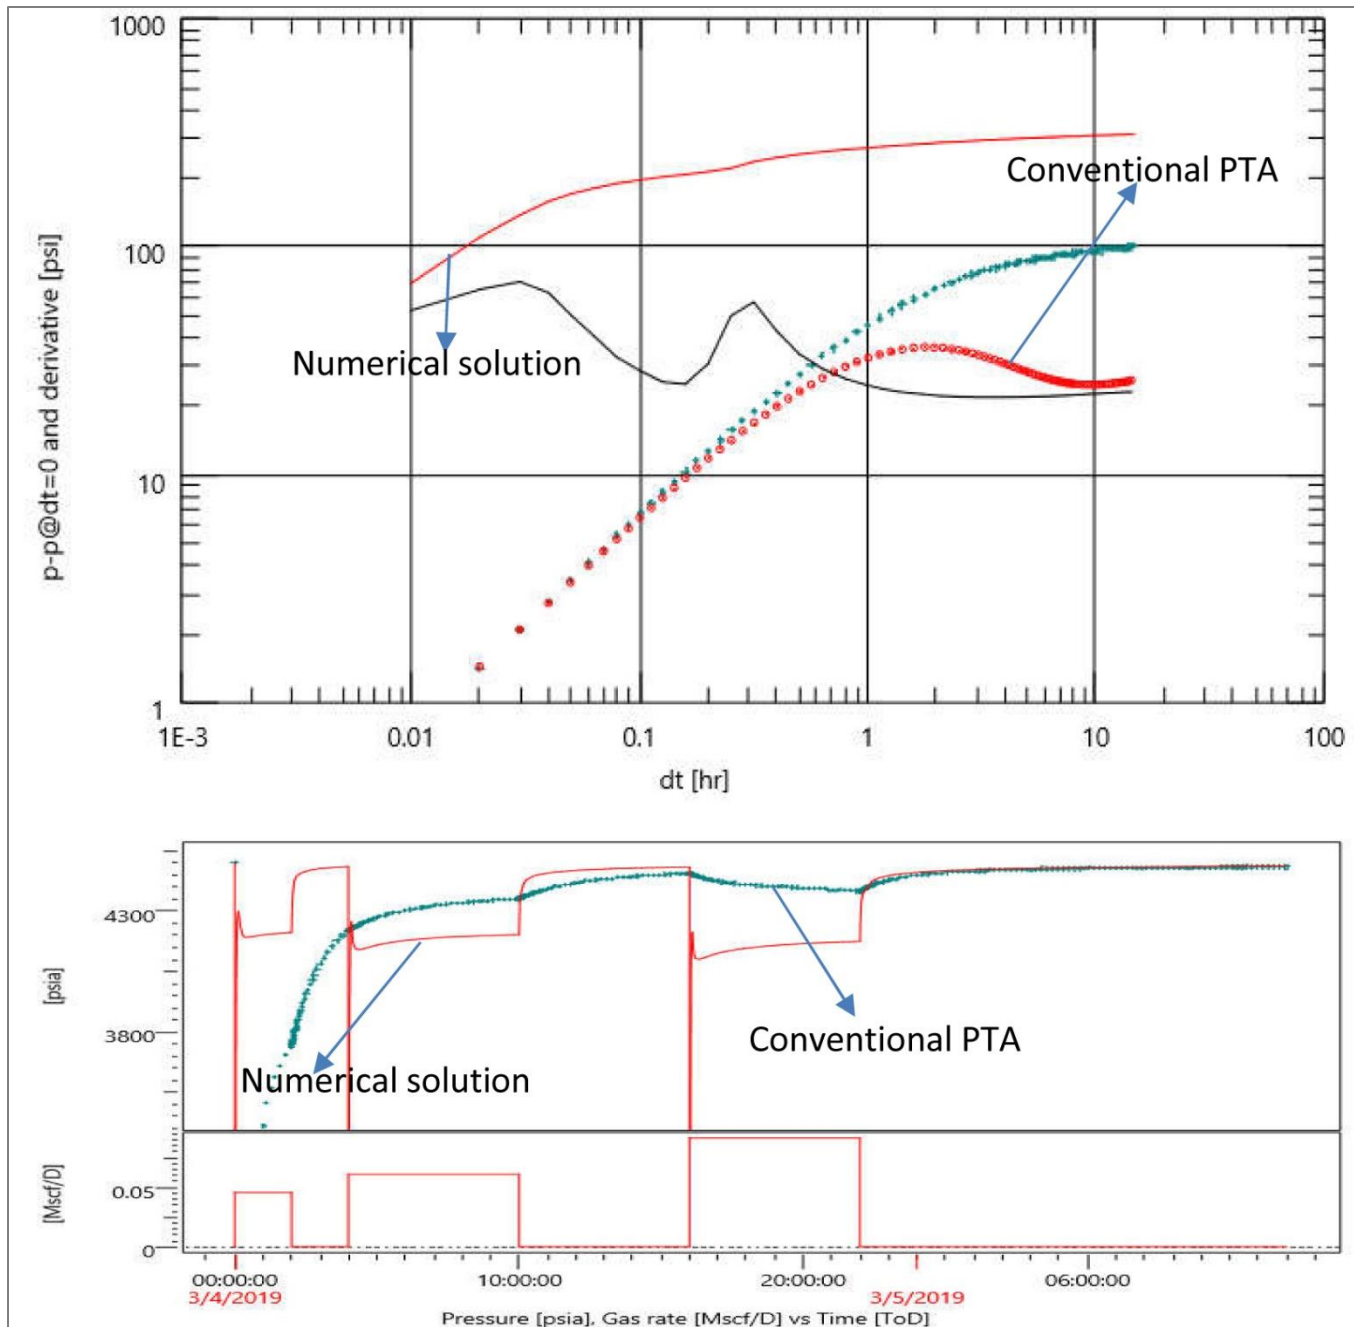 1000
Conventional PTA
100
Numerical solution
10
1
p-p@dt=0 and derivative [psi]
1E-3 0.01 0.1 1 10 100
dt [hr]
4300
3800
[psia]
Conventional PTA
Numerical solution
0.05
0
[Mscf/D]
00:00:00 10:00:00 20:00:00 06:00:00
3/4/2019 3/5/2019
Pressure [psia], Gas rate [Mscf/D] vs Time [ToD]